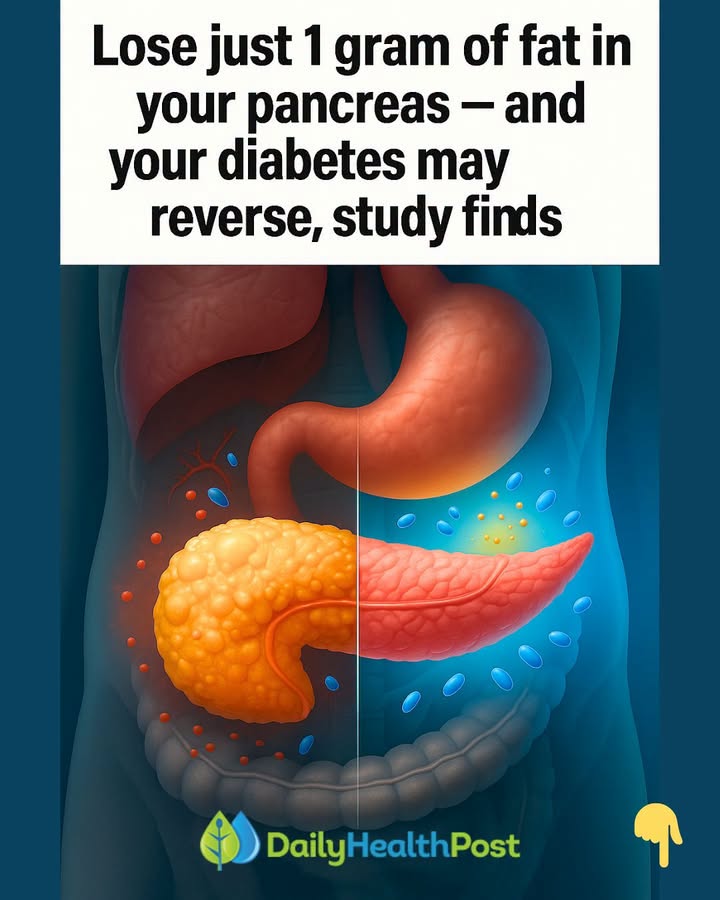 Lose just 1 gram of fat in
your pancreas — and
your diabetes may
reverse, study finds
DailyHealthPost